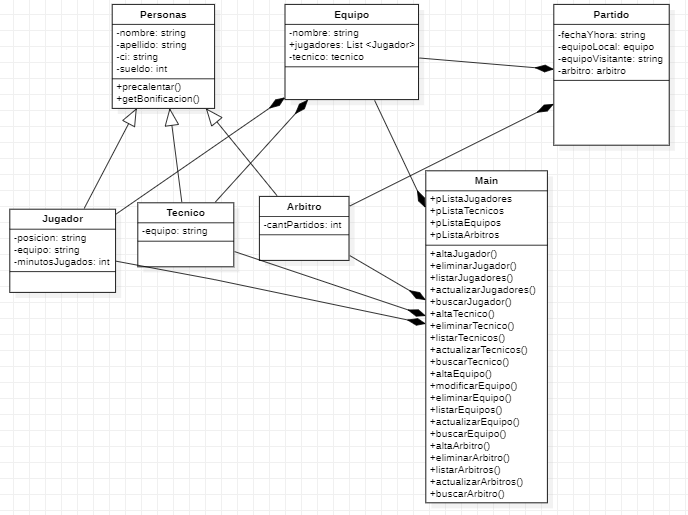 Personas
-nombre: string
-apellido: string
-ci: string
-sueldo: int
+precalentar()
+getBonificacion()
Equipo
-nombre: string
+jugadores: List <Jugador>
-tecnico: tecnico
Partido
-fechaYhora: string
-equipoLocal: equipo
-equipoVisitante: string
-arbitro: arbitro
Jugador
-posicion: string
-equipo: string
-minutosJugados: int
Tecnico
-equipo: string
Arbitro
-cantPartidos: int
Main
+pListaJugadores
+pListaTecnicos
+pListaEquipos
+pListaArbitros
+altaJugador()
+eliminarJugador()
+listarJugadores()
+actualizarJugadores()
+buscarJugador()
+altaTecnico()
+eliminarTecnico()
+listarTecnicos()
+actualizarTecnicos()
+buscarTecnico()
+altaEquipo()
+modificarEquipo()
+eliminarEquipo()
+listarEquipos()
+actualizarEquipo()
+buscarEquipo()
+altaArbitro()
+eliminarArbitro()
+listarArbitros()
+actualizarArbitros()
+buscarArbitro()